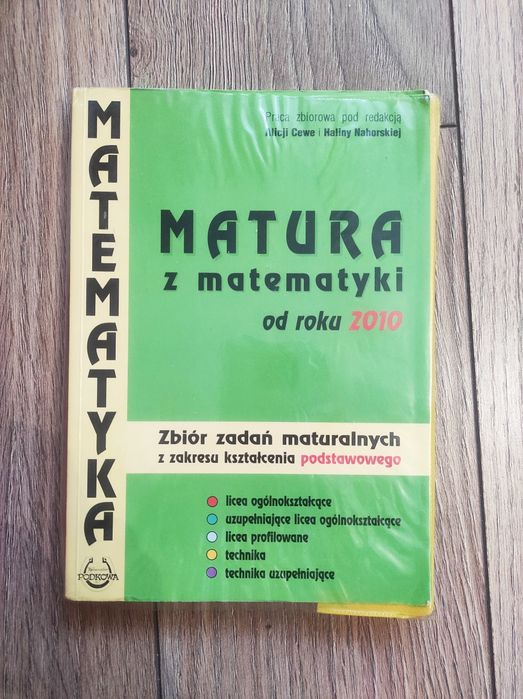 MATEMATYKA
Praca zbiorowa pod redakcją
Alicji Cewe i Haliny Nahorskiej
MATURA
z matematyki
od roku 2010
Zbiór zadań maturalnych
z zakresu kształcenia podstawowego
licea ogólnokształcące
uzupełniające licea ogólnokształcące
licea profilowane
technika
technika uzupełniające
PODKOWA